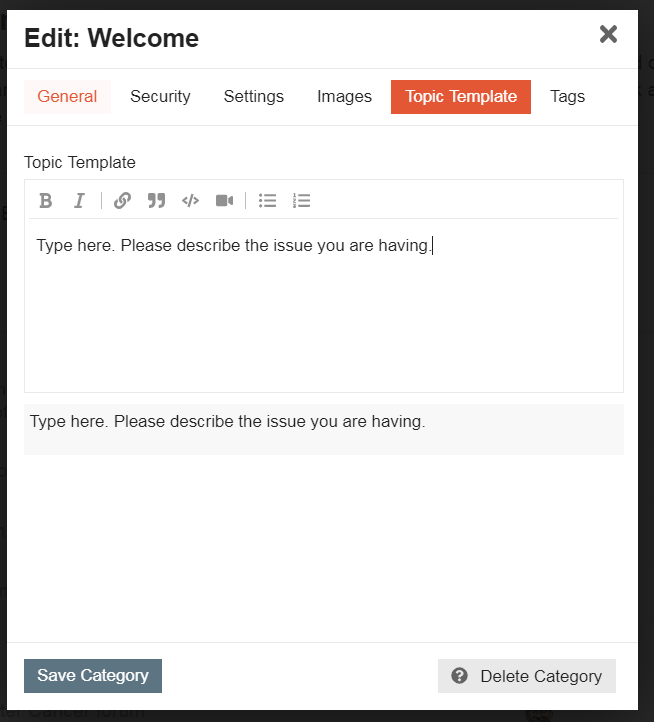 Edit: Welcome
General Security Settings Images Topic Template Tags
Topic Template
B I
Type here. Please describe the issue you are having.
Type here. Please describe the issue you are having.
Save Category Delete Category